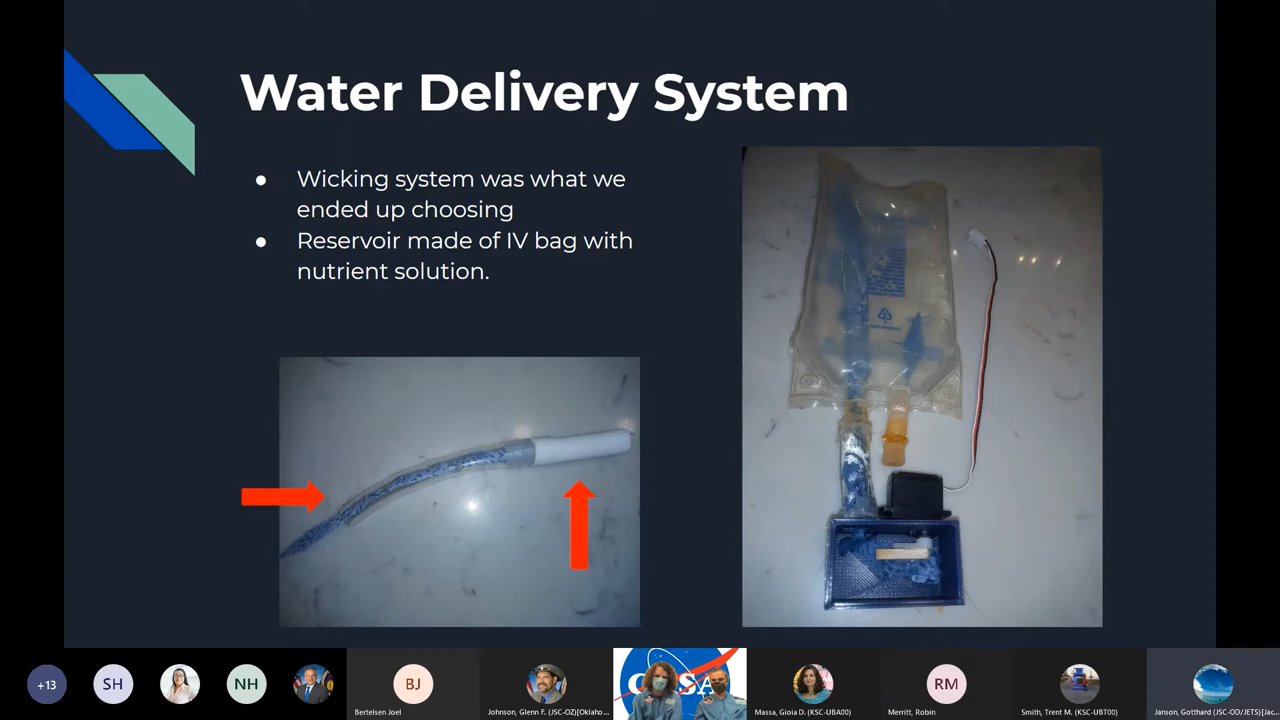 Water Delivery System
● Wicking system was what we
ended up choosing
● Reservoir made of IV bag with
nutrient solution.
+13
SH
NH
BJ
Bertelsen Joel
Johnson, Glenn F. (JSC-OZ)[Oklaho...
Massa, Gioia D. (KSC-UBA00)
RM
Merritt, Robin
Smith, Trent M. (KSC-UBT00)
Janson, Gotthard (JSC-OD/JETS)[Jac...